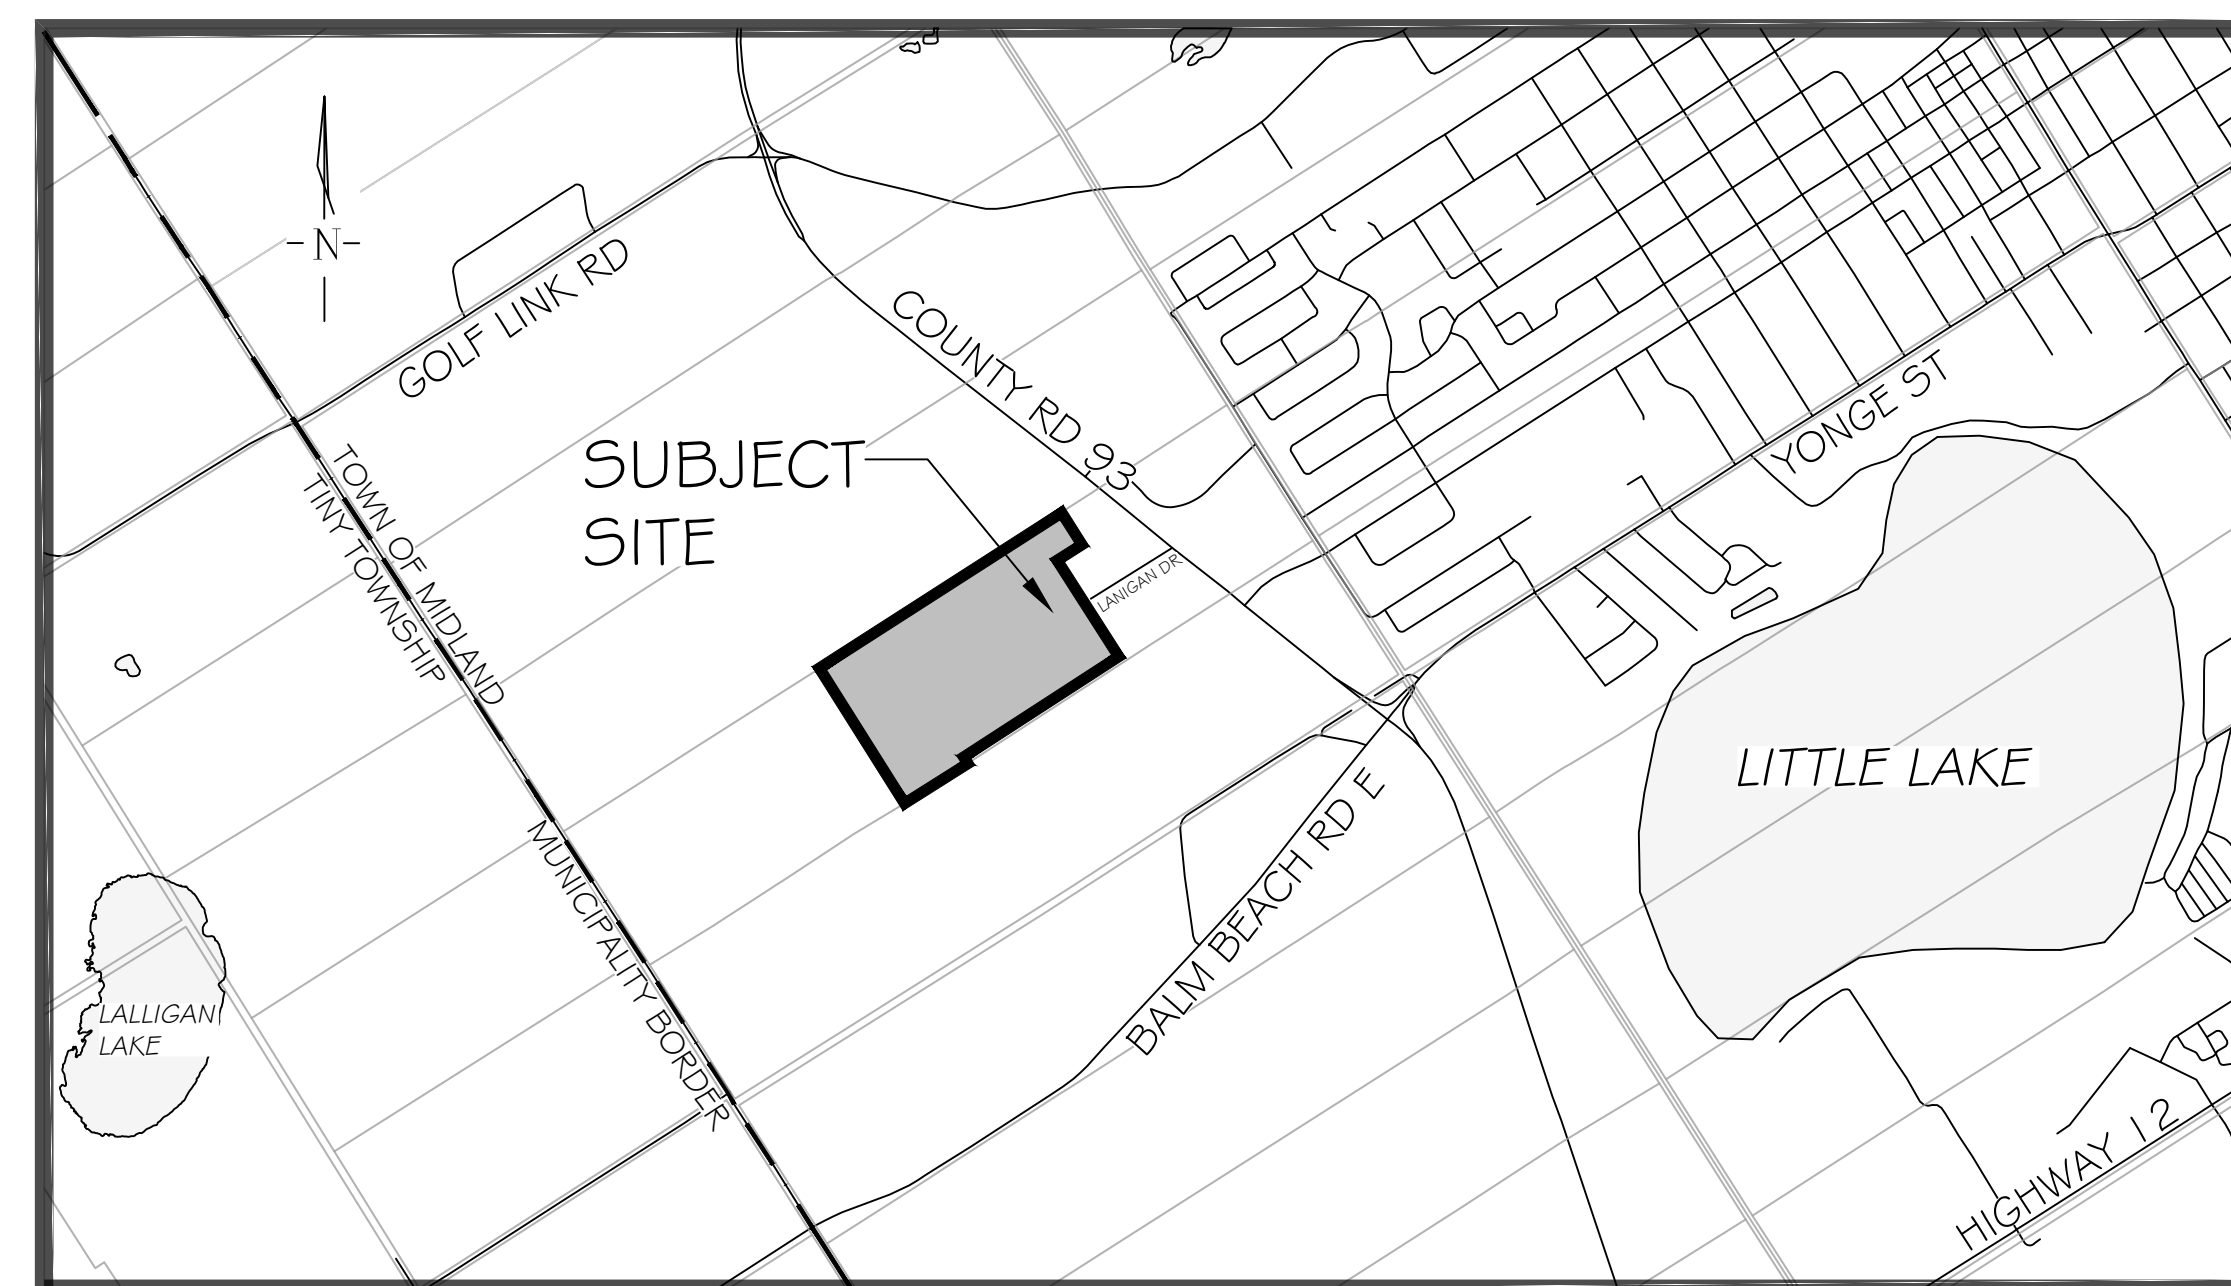 N
GOLF LINK RD
COUNTY RD 93
SUBJECT
SITE
YONGE ST
TOWN OF MIDLAND
TINY TOWNSHIP
LANIGAN DR
LITTLE LAKE
BALM BEACH RD E
MUNICIPALITY BORDER
LALLIGAN
LAKE
HIGHWAY 12